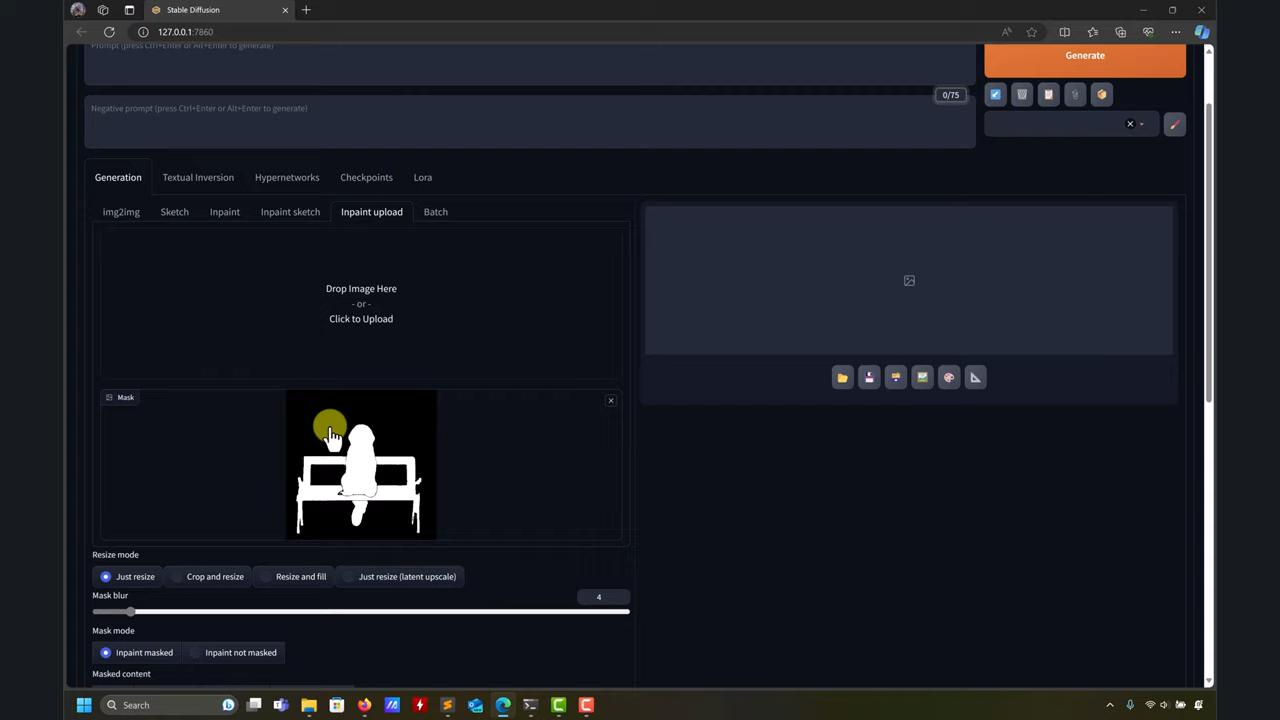 Stable Diffusion
127.0.0.1:7860
Prompt (press Ctrl+Enter or Alt+Enter to generate)
Generate
0/75
Negative prompt (press Ctrl+Enter or Alt+Enter to generate)
Generation
Textual Inversion
Hypernetworks
Checkpoints
Lora
img2img
Sketch
Inpaint
Inpaint sketch
Inpaint upload
Batch
Drop Image Here
- or -
Click to Upload
Mask
Resize mode
Just resize
Crop and resize
Resize and fill
Just resize (latent upscale)
Mask blur
4
Mask mode
Inpaint masked
Inpaint not masked
Masked content
Search